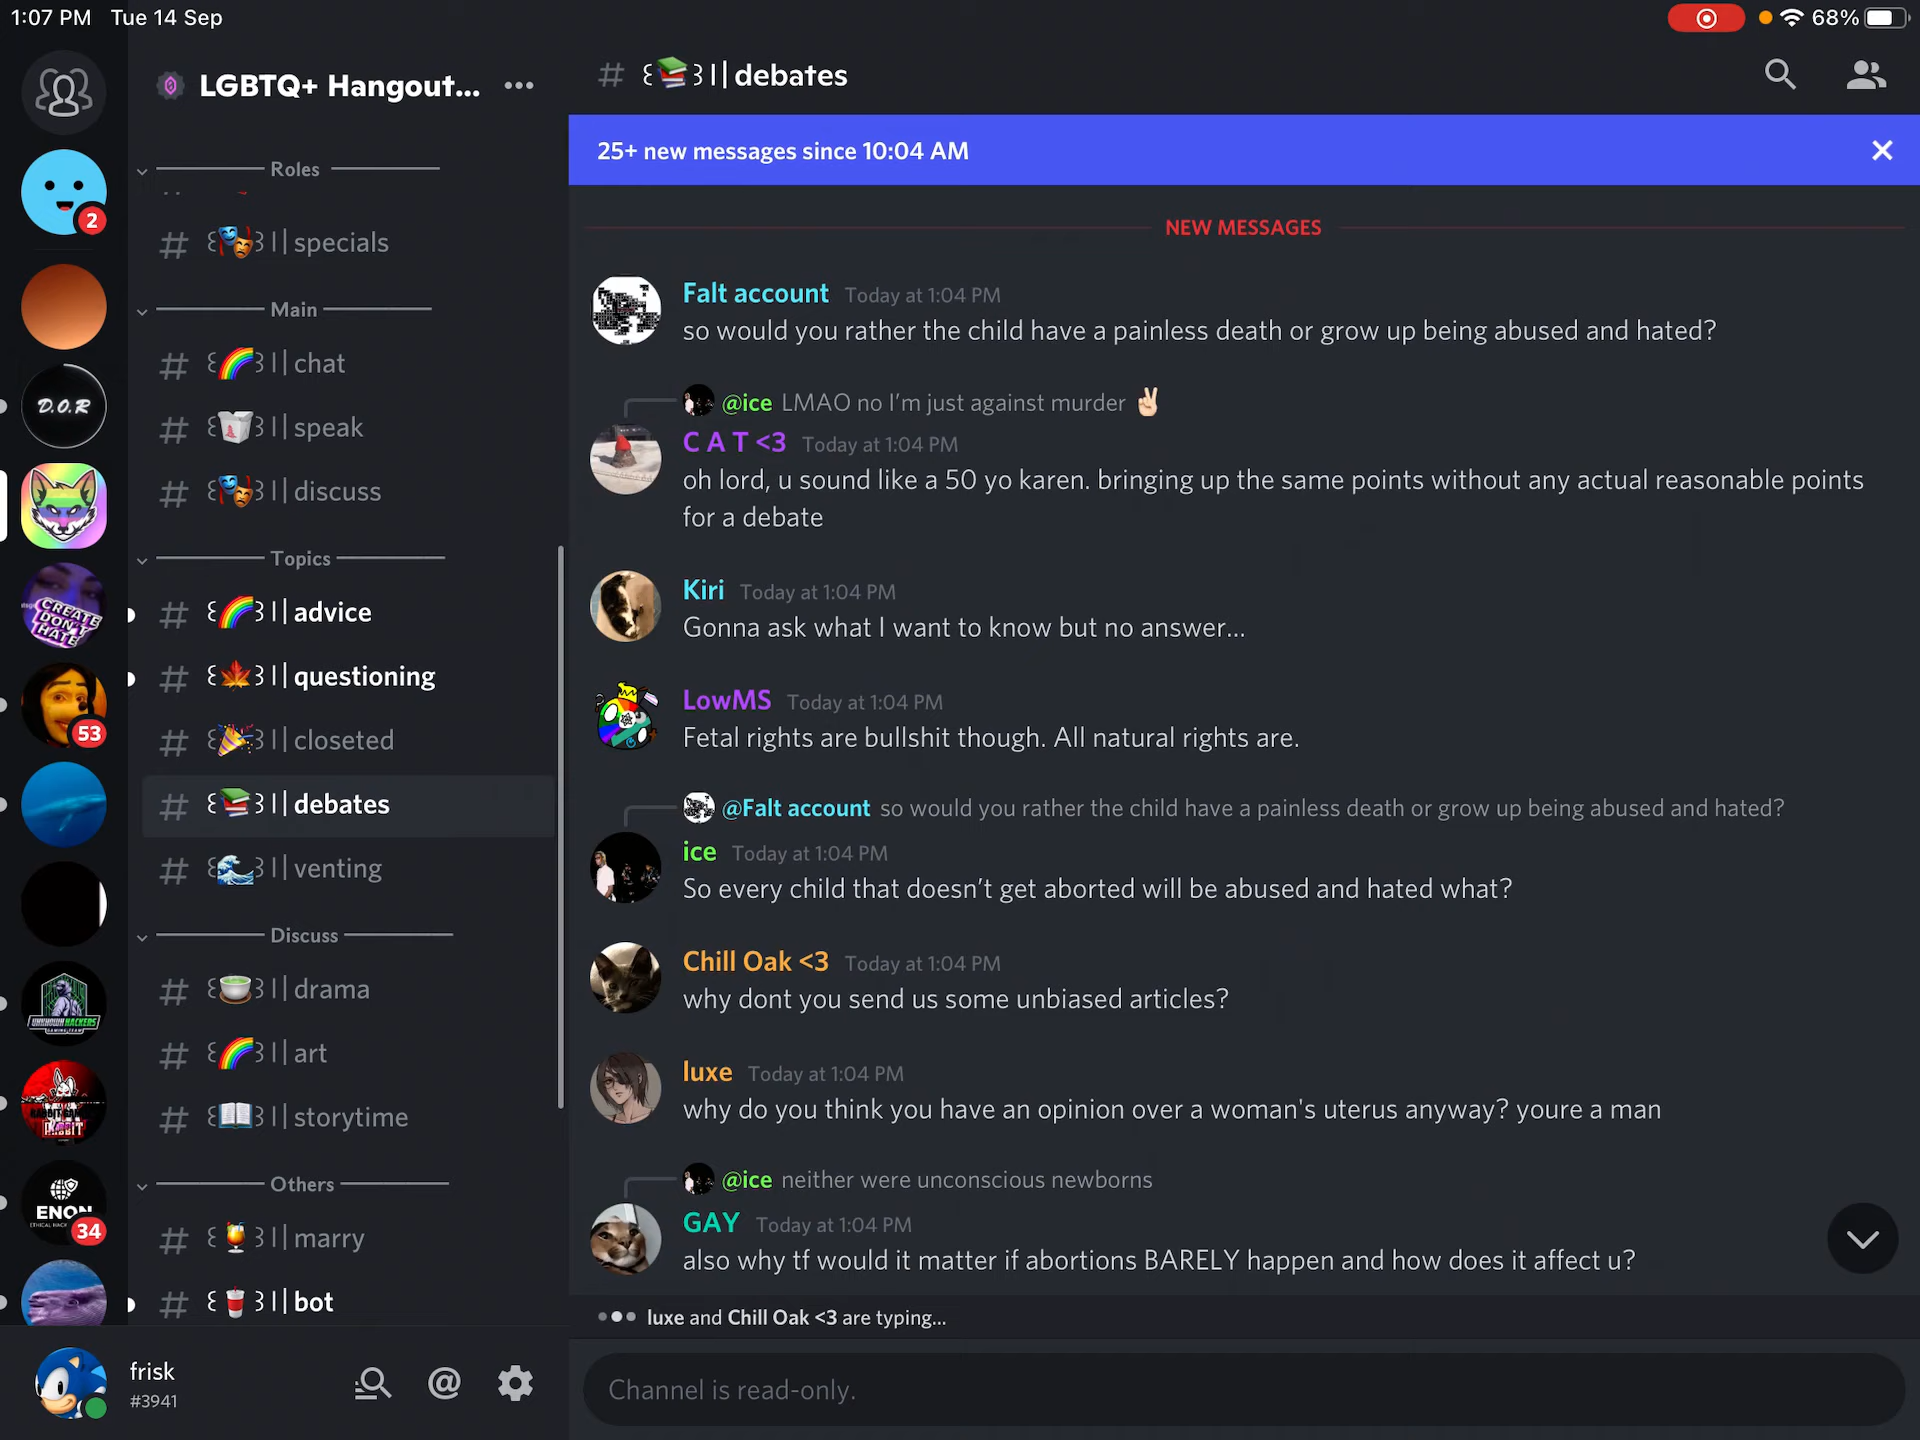 1:07 PM Tue 14 Sep
68%
LGBTQ+ Hangout...
# ꒰📚꒱ | | debates
25+ new messages since 10:04 AM
Roles
# ꒰🎭꒱ | | specials
Main
# ꒰🌈꒱ | | chat
# ꒰🥡꒱ | | speak
# ꒰🎭꒱ | | discuss
Topics
# ꒰🌈꒱ | | advice
# ꒰🍁꒱ | | questioning
# ꒰🎉꒱ | | closeted
# ꒰📚꒱ | | debates
# ꒰🌊꒱ | | venting
Discuss
# ꒰🍵꒱ | | drama
# ꒰🌈꒱ | | art
# ꒰📖꒱ | | storytime
Others
# ꒰🍹꒱ | | marry
# ꒰🥤꒱ | | bot
2
D.O.R
CREATE
DON'T
HATE
53
UNKNOWN HACKERS
GAMING TEAM
RABBIT
ENON
34
frisk
#3941
NEW MESSAGES
Falt account Today at 1:04 PM
so would you rather the child have a painless death or grow up being abused and hated?
@ice LMAO no I'm just against murder ✌🏻
C A T <3 Today at 1:04 PM
oh lord, u sound like a 50 yo karen. bringing up the same points without any actual reasonable points
for a debate
Kiri Today at 1:04 PM
Gonna ask what I want to know but no answer...
LowMS Today at 1:04 PM
Fetal rights are bullshit though. All natural rights are.
@Falt account so would you rather the child have a painless death or grow up being abused and hated?
ice Today at 1:04 PM
So every child that doesn't get aborted will be abused and hated what?
Chill Oak <3 Today at 1:04 PM
why dont you send us some unbiased articles?
luxe Today at 1:04 PM
why do you think you have an opinion over a woman's uterus anyway? youre a man
@ice neither were unconscious newborns
GAY Today at 1:04 PM
also why tf would it matter if abortions BARELY happen and how does it affect u?
luxe and Chill Oak <3 are typing...
Channel is read-only.